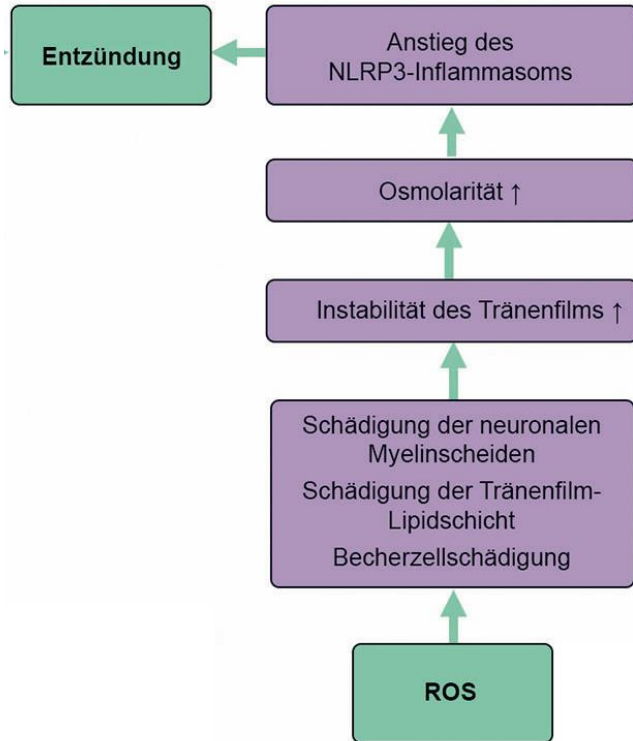 Entzündung
Anstieg des
NLRP3-Inflammasoms
Osmolarität ↑
Instabilität des Tränenfilms ↑
Schädigung der neuronalen
Myelinscheiden
Schädigung der Tränenfilm-
Lipidschicht
Becherzellschädigung
ROS